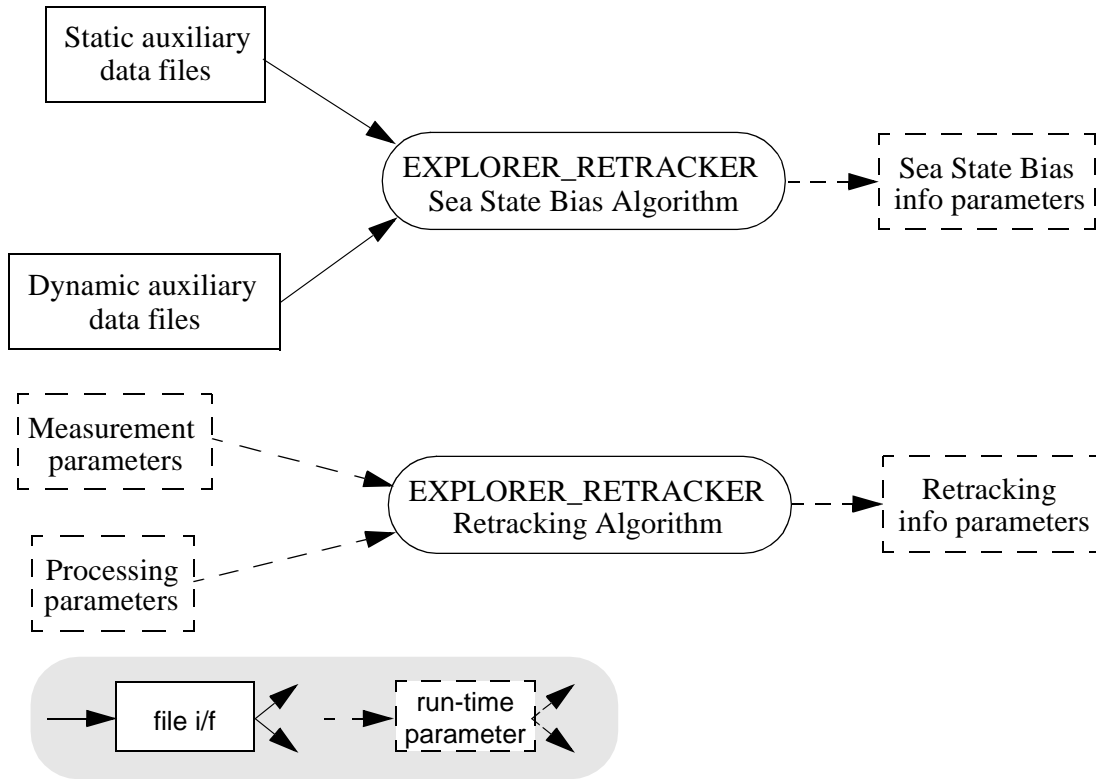 Static auxiliary
data files
EXPLORER_RETRACKER
Sea State Bias Algorithm
Sea State Bias
info parameters
Dynamic auxiliary
data files
Measurement
parameters
EXPLORER_RETRACKER
Retracking Algorithm
Retracking
info parameters
Processing
parameters
file i/f
run-time
parameter